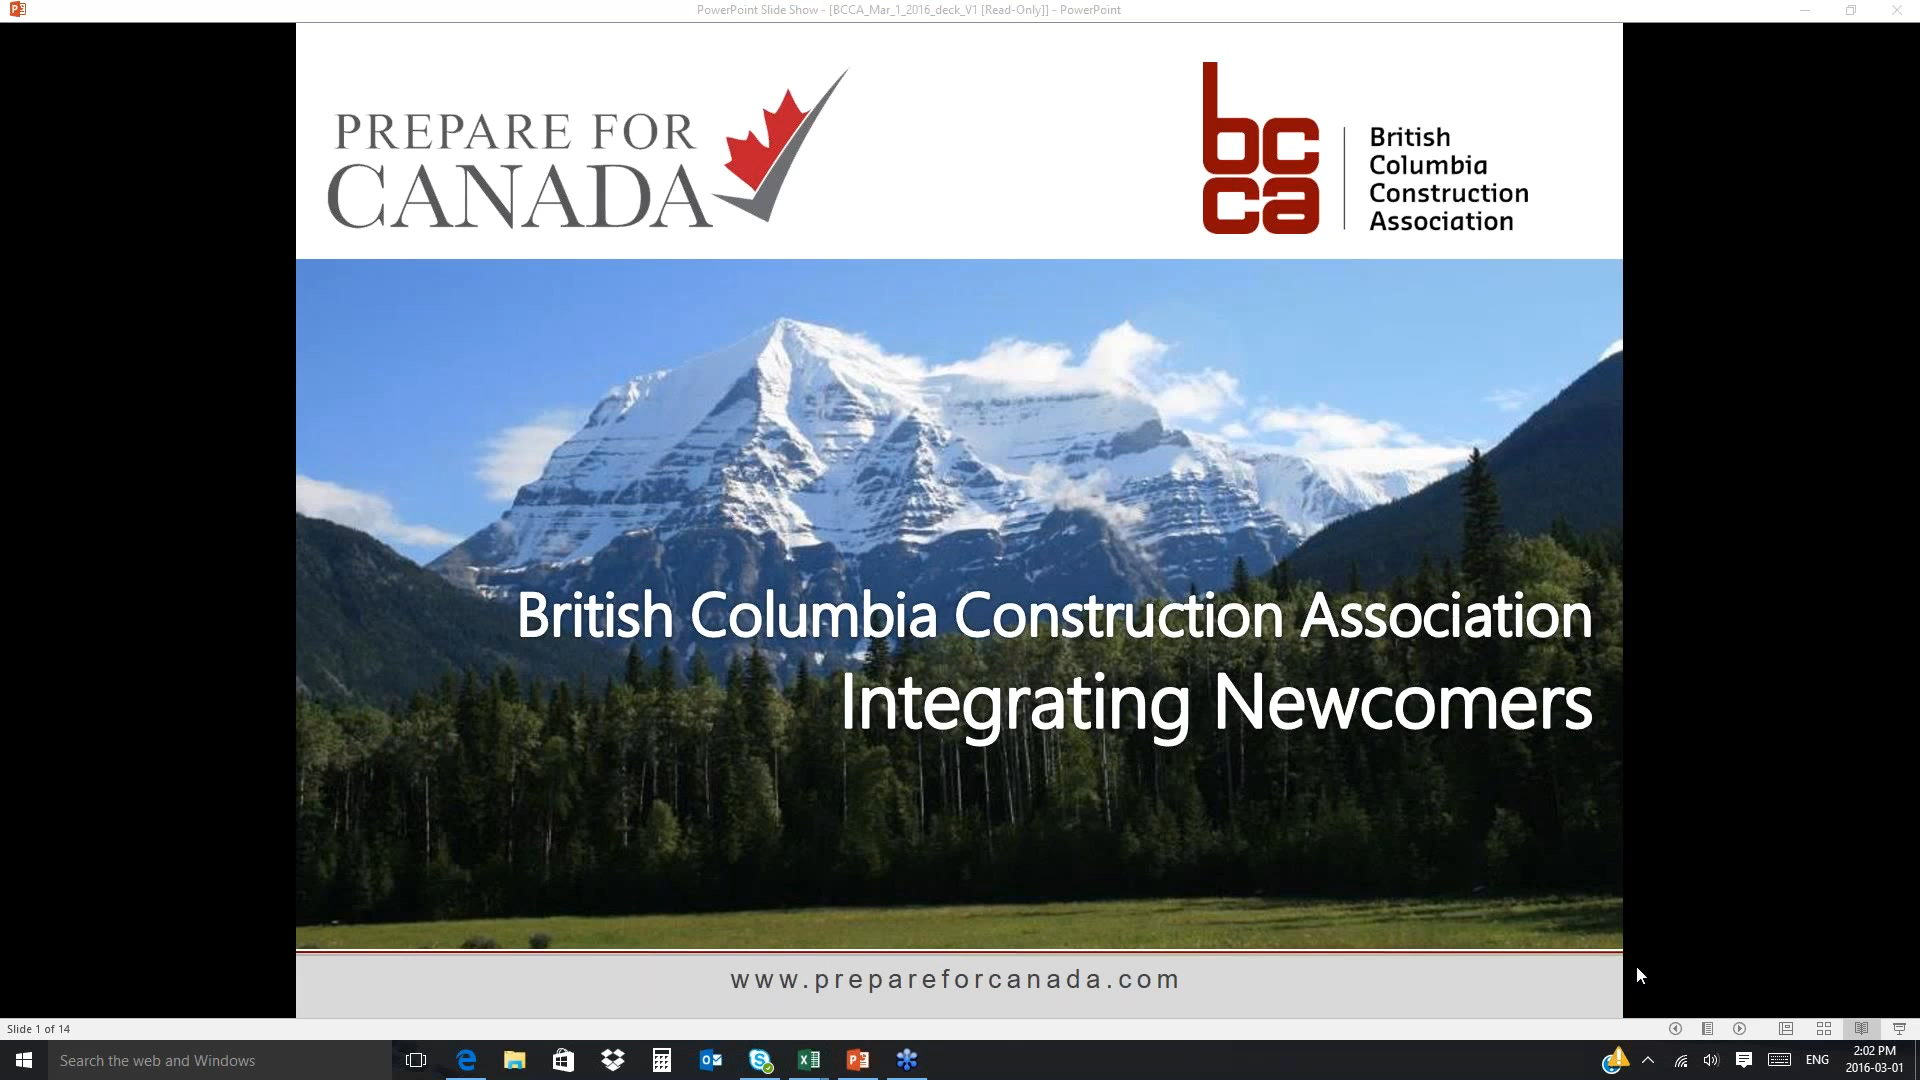 PowerPoint Slide Show - [BCCA_Mar_1_2016_deck_V1 [Read-Only]] - PowerPoint
PREPARE FOR
CANADA
bc
ca
British
Columbia
Construction
Association
British Columbia Construction Association
Integrating Newcomers
www.prepareforcanada.com
Slide 1 of 14
Search the web and Windows
ENG
2:02 PM
2016-03-01